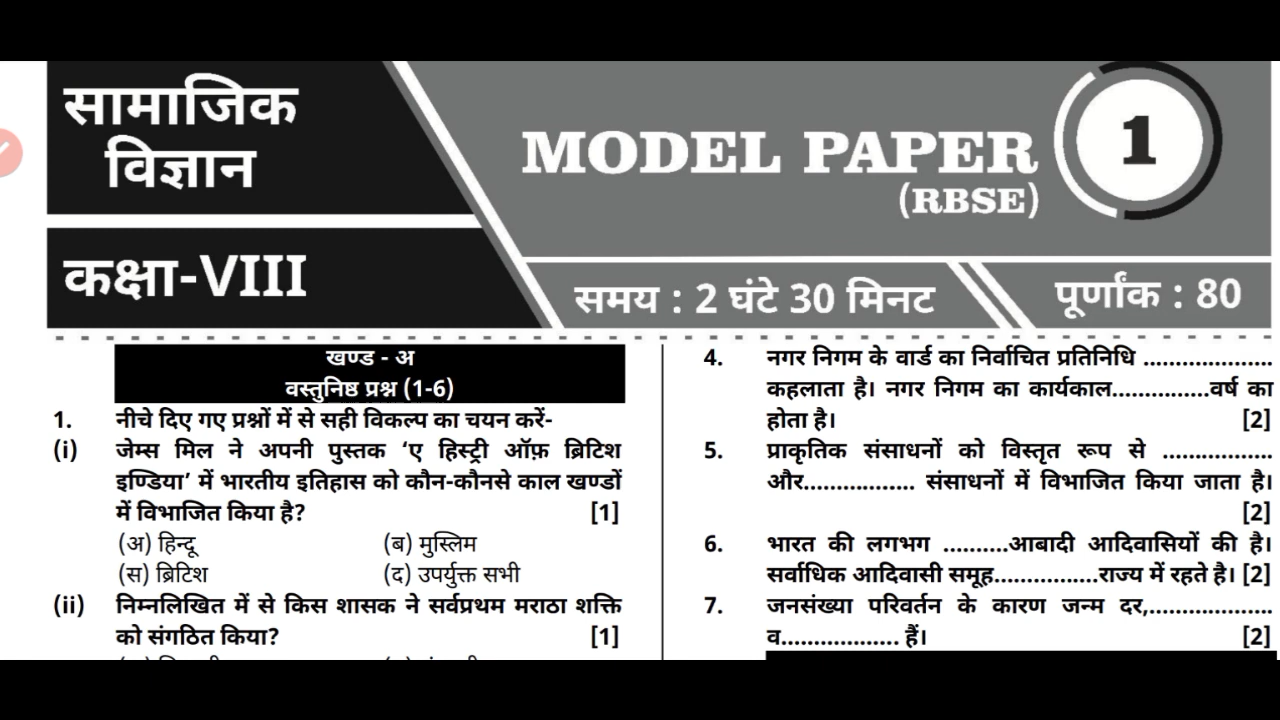 सामाजिक
विज्ञान
MODEL PAPER
(RBSE)
1
कक्षा-VIII
समय : 2 घंटे 30 मिनट
पूर्णांक : 80
खण्ड - अ
वस्तुनिष्ठ प्रश्न (1-6)
1. नीचे दिए गए प्रश्नों में से सही विकल्प का चयन करें-
(i) जेम्स मिल ने अपनी पुस्तक ‘ए हिस्ट्री ऑफ़ ब्रिटिश
इण्डिया’ में भारतीय इतिहास को कौन-कौनसे काल खण्डों
में विभाजित किया है? [1]
(अ) हिन्दू (ब) मुस्लिम
(स) ब्रिटिश (द) उपर्युक्त सभी
(ii) निम्नलिखित में से किस शासक ने सर्वप्रथम मराठा शक्ति
को संगठित किया? [1]
4. नगर निगम के वार्ड का निर्वाचित प्रतिनिधि .....................
कहलाता है। नगर निगम का कार्यकाल................वर्ष का
होता है। [2]
5. प्राकृतिक संसाधनों को विस्तृत रूप से ..................
और.................. संसाधनों में विभाजित किया जाता है।
[2]
6. भारत की लगभग ..........आबादी आदिवासियों की है।
सर्वाधिक आदिवासी समूह.................राज्य में रहते है। [2]
7. जनसंख्या परिवर्तन के कारण जन्म दर,....................
व................... हैं। [2]